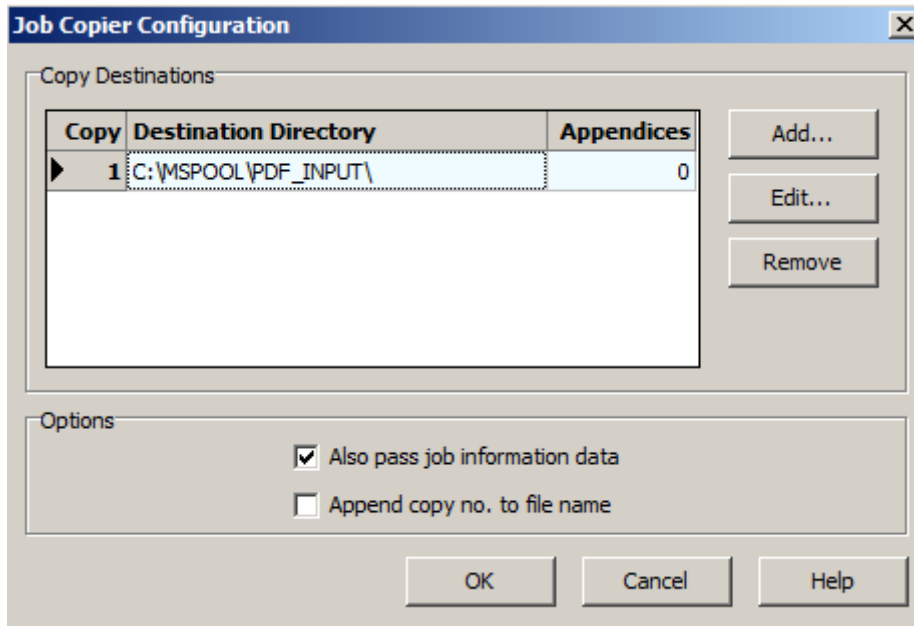 Job Copier Configuration
Copy Destinations
Copy Destination Directory Appendices
1 C:\MSPOOL\PDF_INPUT\ 0
Add...
Edit...
Remove
Options
Also pass job information data
Append copy no. to file name
OK Cancel Help